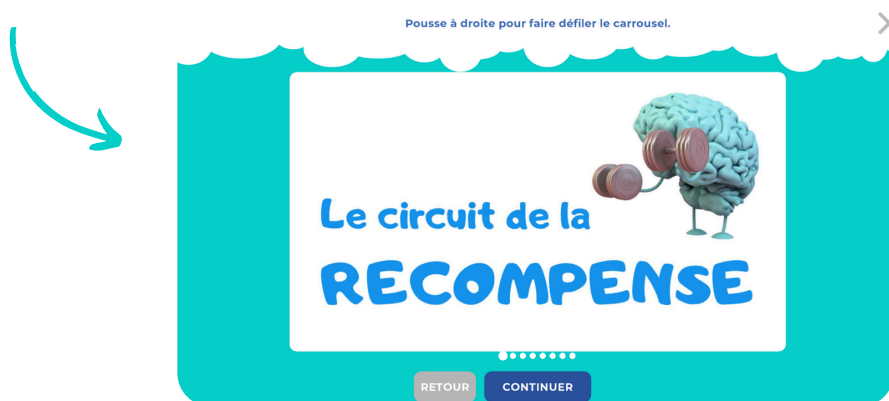 Pousse à droite pour faire défiler le carrousel.
Le circuit de la
RECOMPENSE
RETOUR
CONTINUER